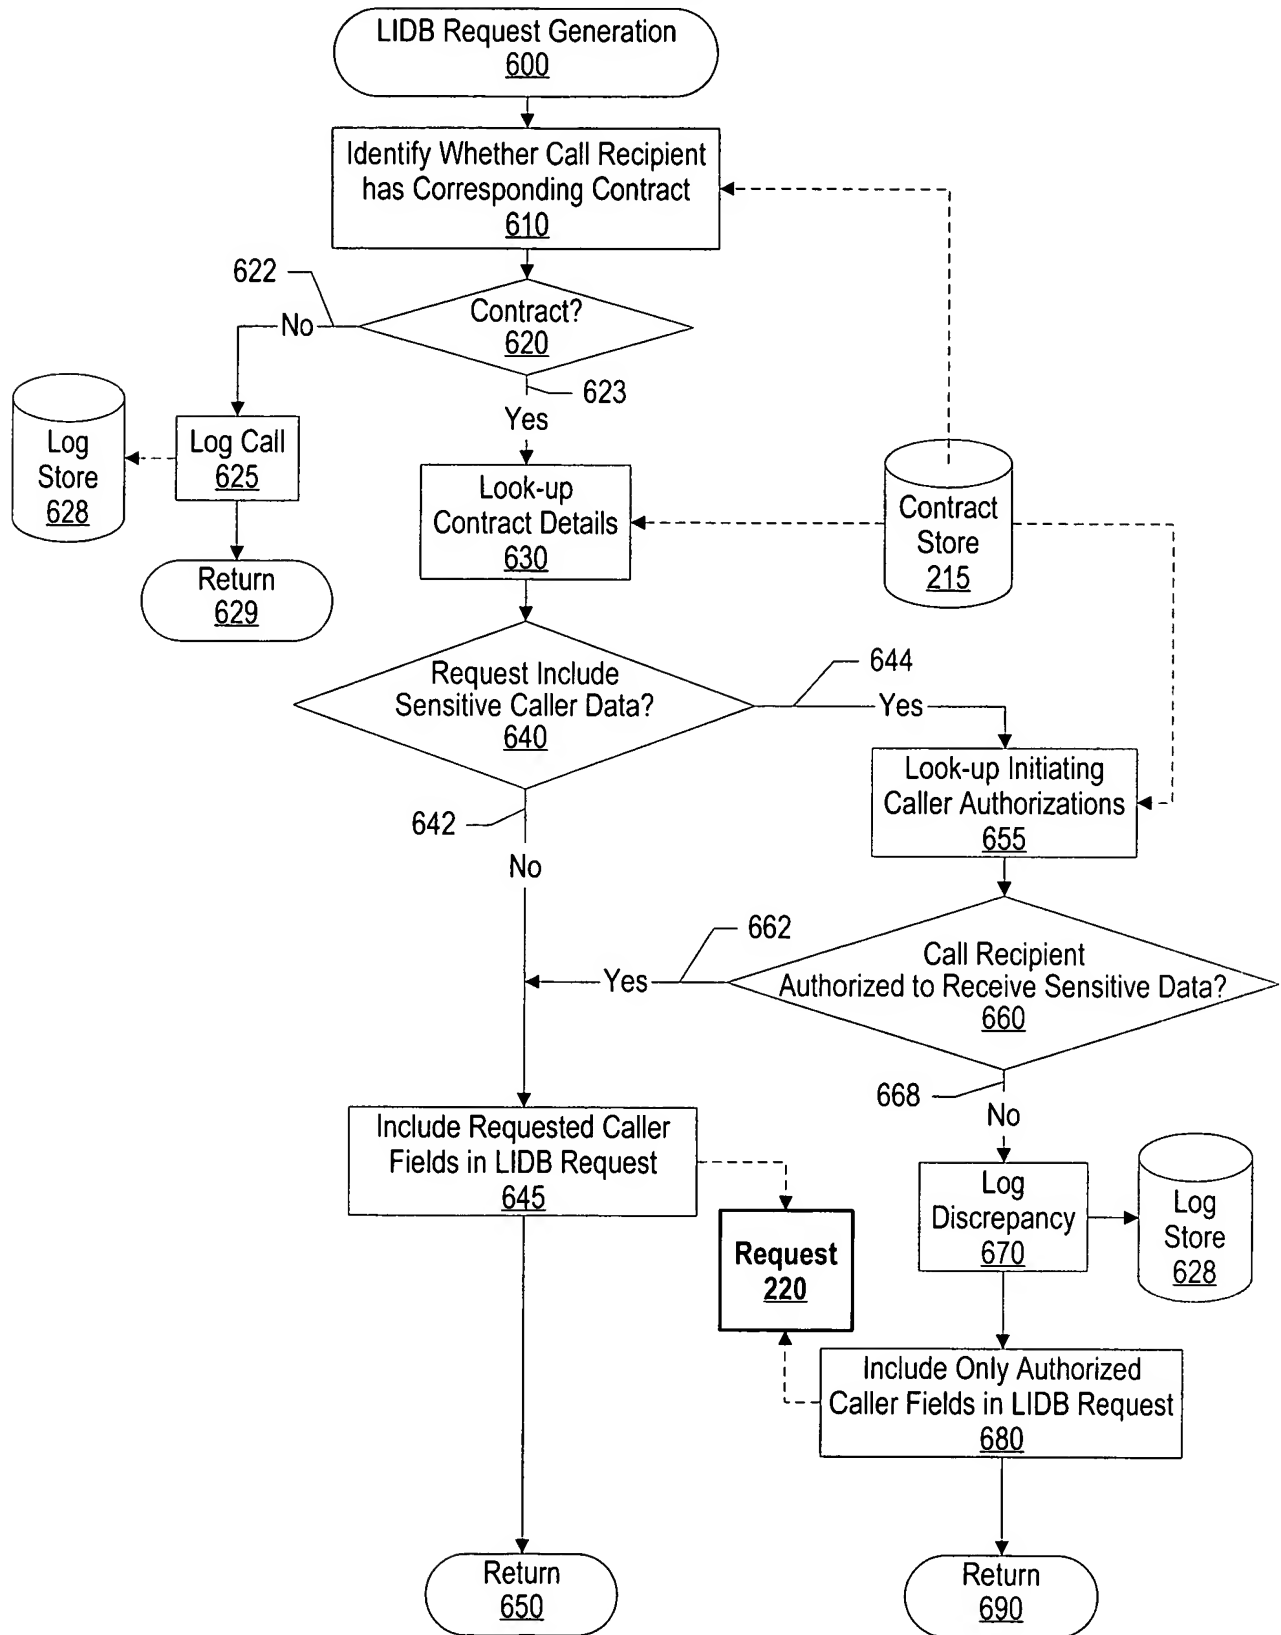 LIDB Request Generation
600
Identify Whether Call Recipient
has Corresponding Contract
610
622
No
Contract?
620
623
Yes
Log
Store
628
Log Call
625
Return
629
Look-up
Contract Details
630
Contract
Store
215
Request Include
Sensitive Caller Data?
640
644
Yes
642
No
Look-up Initiating
Caller Authorizations
655
662
Yes
Call Recipient
Authorized to Receive Sensitive Data?
660
668
No
Include Requested Caller
Fields in LIDB Request
645
Request
220
Log
Discrepancy
670
Log
Store
628
Include Only Authorized
Caller Fields in LIDB Request
680
Return
650
Return
690